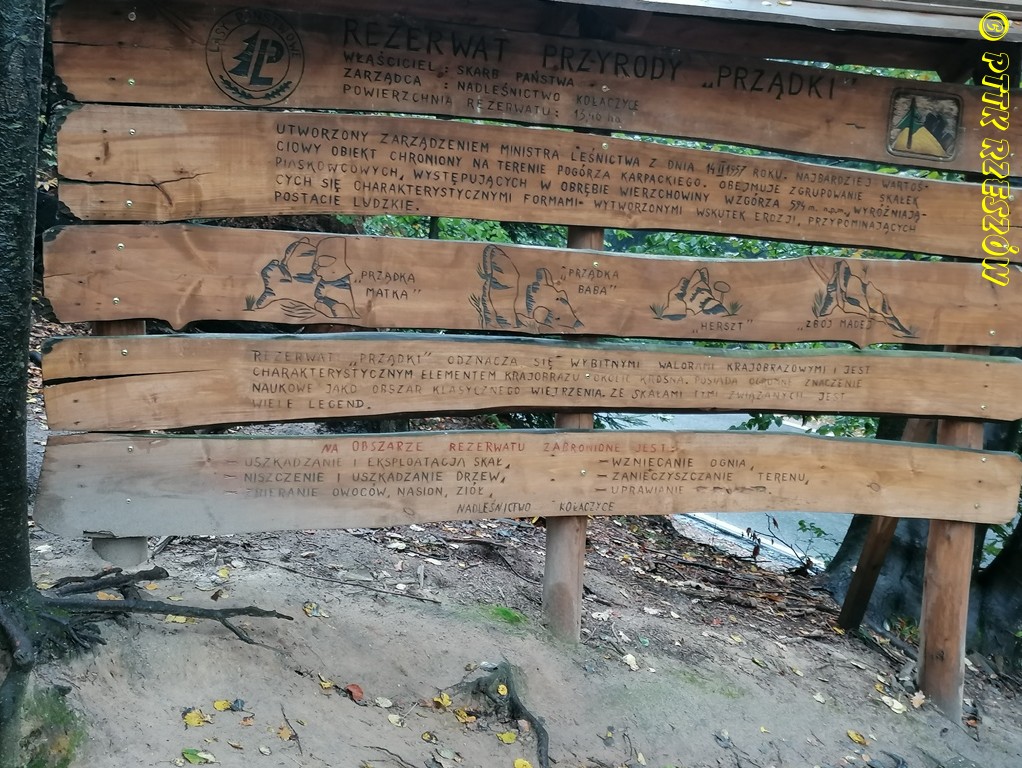 LASY PAŃSTWOWE
LP
REZERWAT PRZYRODY „PRZĄDKI"
WŁAŚCICIEL : SKARB PAŃSTWA
ZARZĄDCA : NADLEŚNICTWO KOŁACZYCE
POWIERZCHNIA REZERWATU :
UTWORZONY ZARZĄDZENIEM MINISTRA LEŚNICTWA Z DNIA 1957 ROKU. NAJBARDZIEJ WARTOŚ-
CIOWY OBIEKT CHRONIONY NA TERENIE POGÓRZA KARPACKIEGO. OBEJMUJE ZGRUPOWANIE SKAŁEK
PIASKOWCOWYCH, WYSTĘPUJĄCYCH W OBRĘBIE WIERZCHOWINY WZGÓRZA WYRÓŻNIAJĄ-
CYCH SIĘ CHARAKTERYSTYCZNYMI FORMAMI- WYTWORZONYMI WSKUTEK EROZJI, PRZYPOMINAJĄCYCH
POSTACIE LUDZKIE.
„PRZĄDKA
MATKA"
„PRZĄDKA
BABA"
„HERSZT"
„ZBÓJ MADEJ"
REZERWAT „PRZĄDKI" ODZNACZA SIĘ WYBITNYMI WALORAMI KRAJOBRAZOWYMI I JEST
CHARAKTERYSTYCZNYM ELEMENTEM KRAJOBRAZU OKOLIC KROSNA. POSIADA OGROMNE ZNACZENIE
NAUKOWE JAKO OBSZAR KLASYCZNEGO WIEJRZENIA. ZE SKAŁAMI TYMI ZWIĄZANYCH JEST
WIELE LEGEND.
NA OBSZARZE REZERWATU ZABRONIONE JEST:
— USZKADZANIE I EKSPLOATACJA SKAŁ,
— NISZCZENIE I USZKADZANIE DRZEW,
— ZBIERANIE OWOCÓW, NASION, ZIÓŁ,
— WZNIECANIE OGNIA,
— ZANIECZYSZCZANIE TERENU,
— UPRAWIANIE
NADLEŚNICTWO KOŁACZYCE
© PTTK RZESZÓW